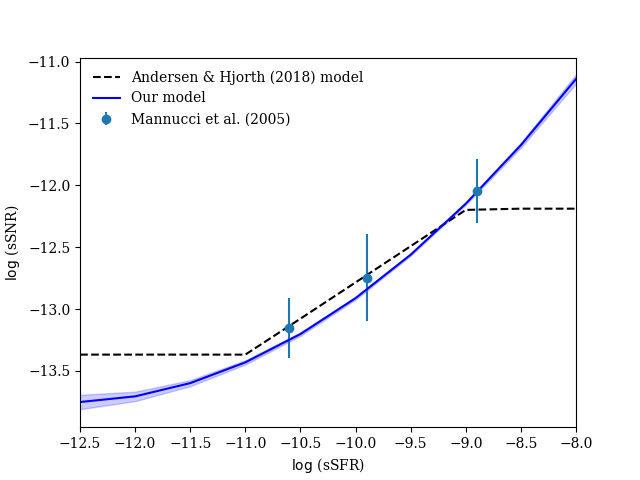 Andersen & Hjorth (2018) model
Our model
Mannucci et al. (2005)
log (sSNR)
−11.0
−11.5
−12.0
−12.5
−13.0
−13.5
−12.5 −12.0 −11.5 −11.0 −10.5 −10.0 −9.5 −9.0 −8.5 −8.0
log (sSFR)